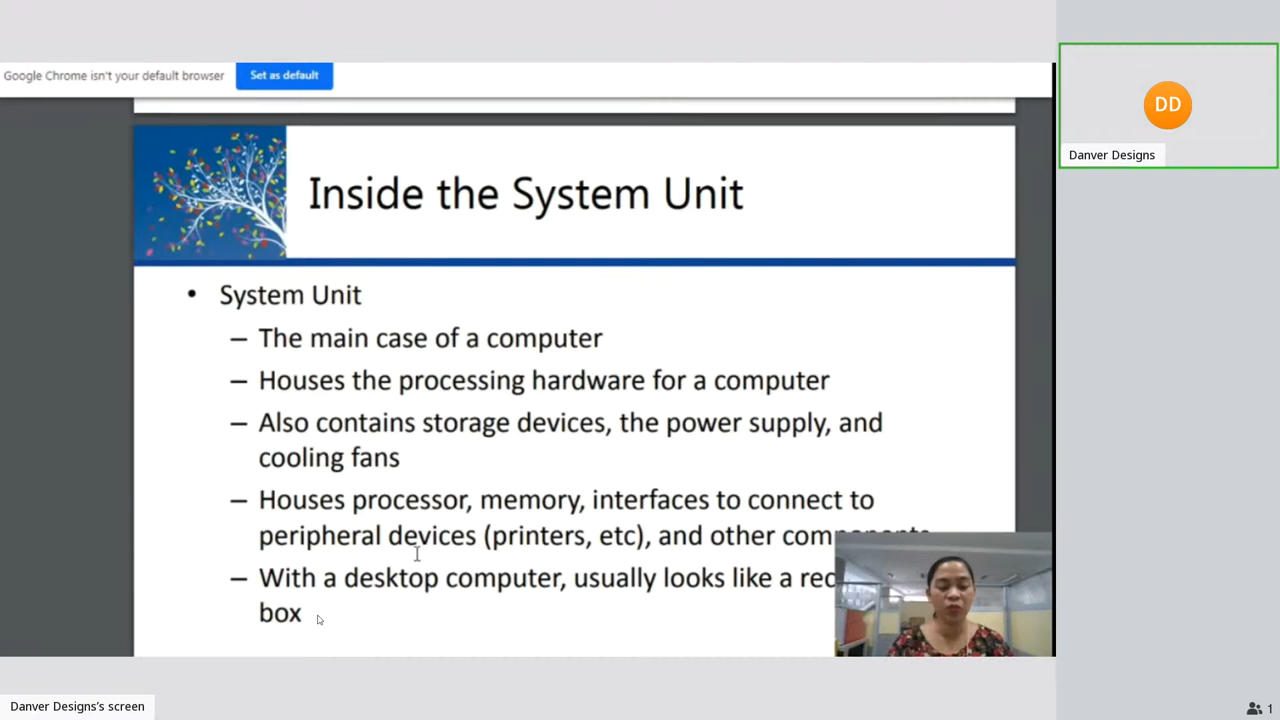 Google Chrome isn't your default browser Set as default
Inside the System Unit
• System Unit
– The main case of a computer
– Houses the processing hardware for a computer
– Also contains storage devices, the power supply, and
cooling fans
– Houses processor, memory, interfaces to connect to
peripheral devices (printers, etc), and other components
– With a desktop computer, usually looks like a
box
DD
Danver Designs
Danver Designs's screen
1